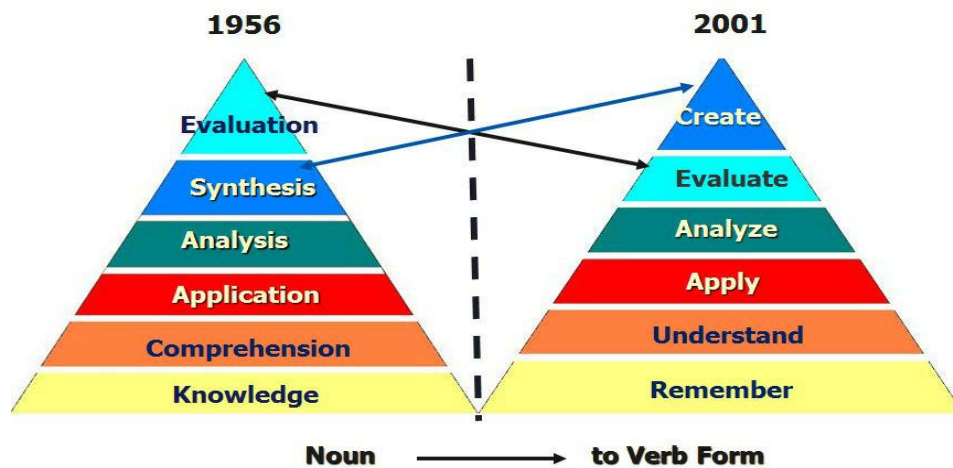 1956
2001
Evaluation
Synthesis
Analysis
Application
Comprehension
Knowledge
Create
Evaluate
Analyze
Apply
Understand
Remember
Noun to Verb Form